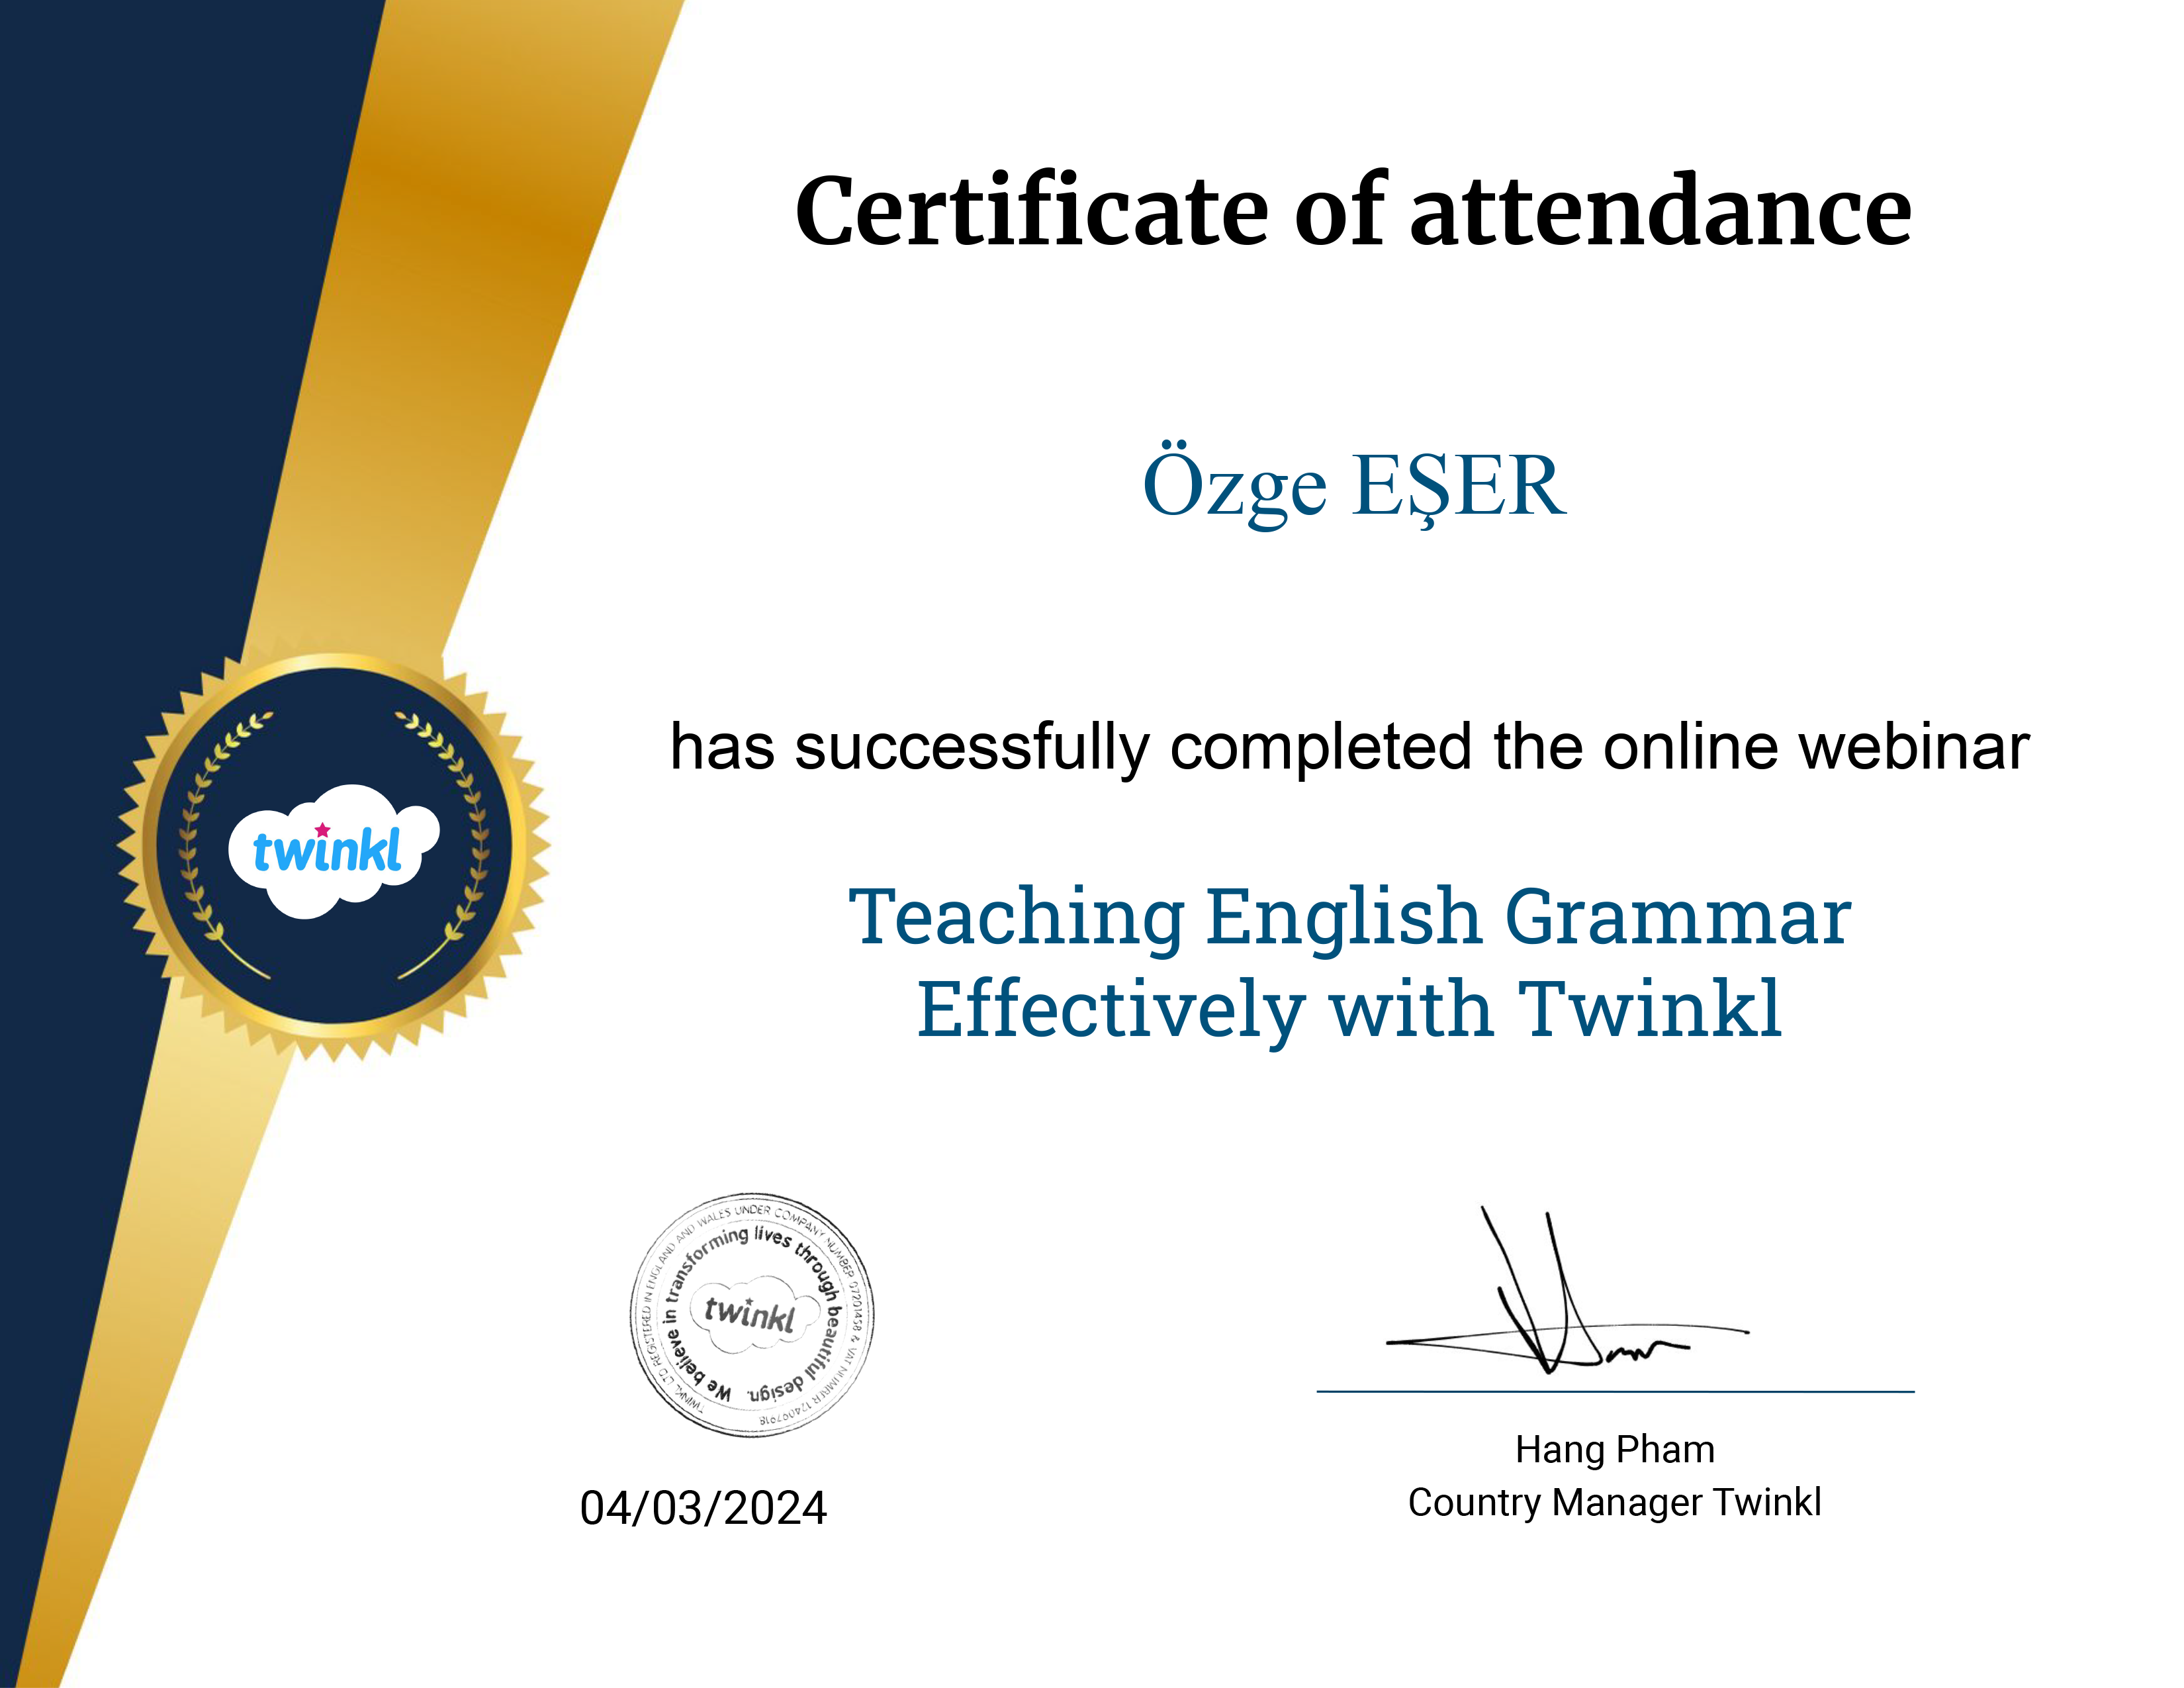 Certificate of attendance
Özge EŞER
has successfully completed the online webinar
twinkl
Teaching English Grammar
Effectively with Twinkl
TWINKL LTD REGISTERED IN ENGLAND AND WALES UNDER COMPANY NUMBER 07201458 & VAT NUMBER
We believe in transforming lives through beautiful design.
twinkl
Hang Pham
Country Manager Twinkl
04/03/2024